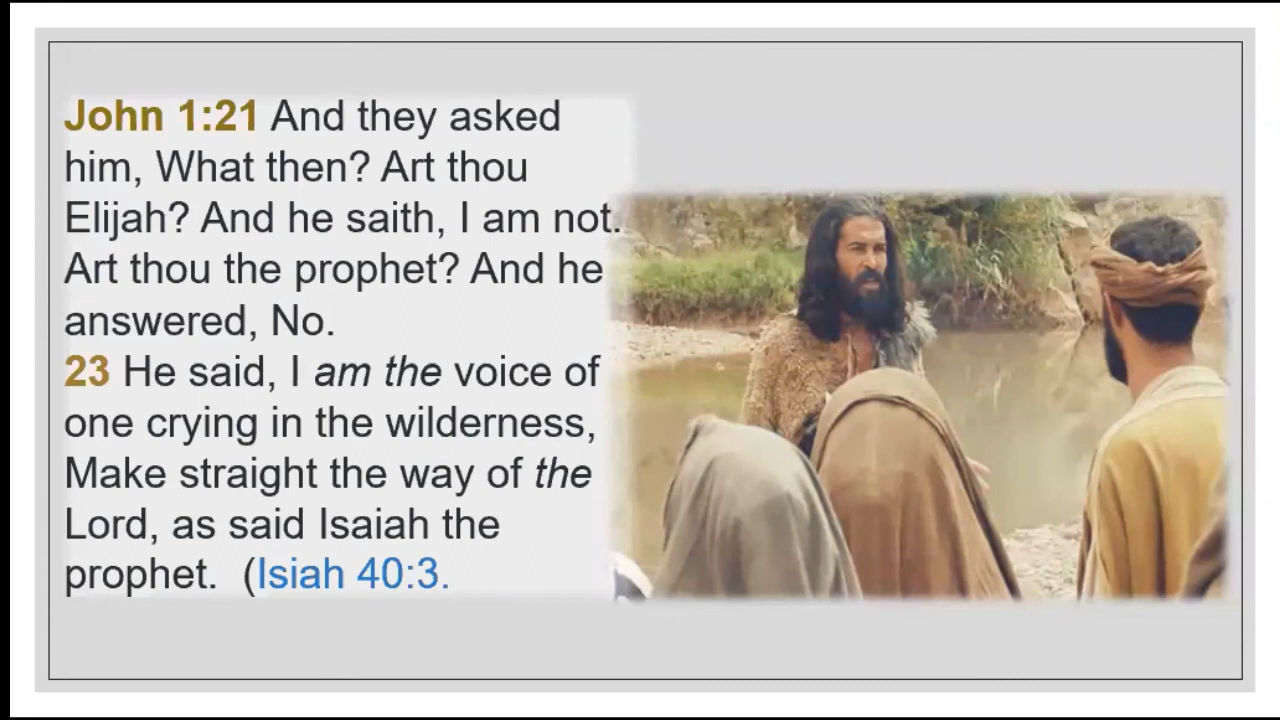 John 1:21 And they asked
him, What then? Art thou
Elijah? And he saith, I am not.
Art thou the prophet? And he
answered, No.
23 He said, I am the voice of
one crying in the wilderness,
Make straight the way of the
Lord, as said Isaiah the
prophet.  (Isiah 40:3.